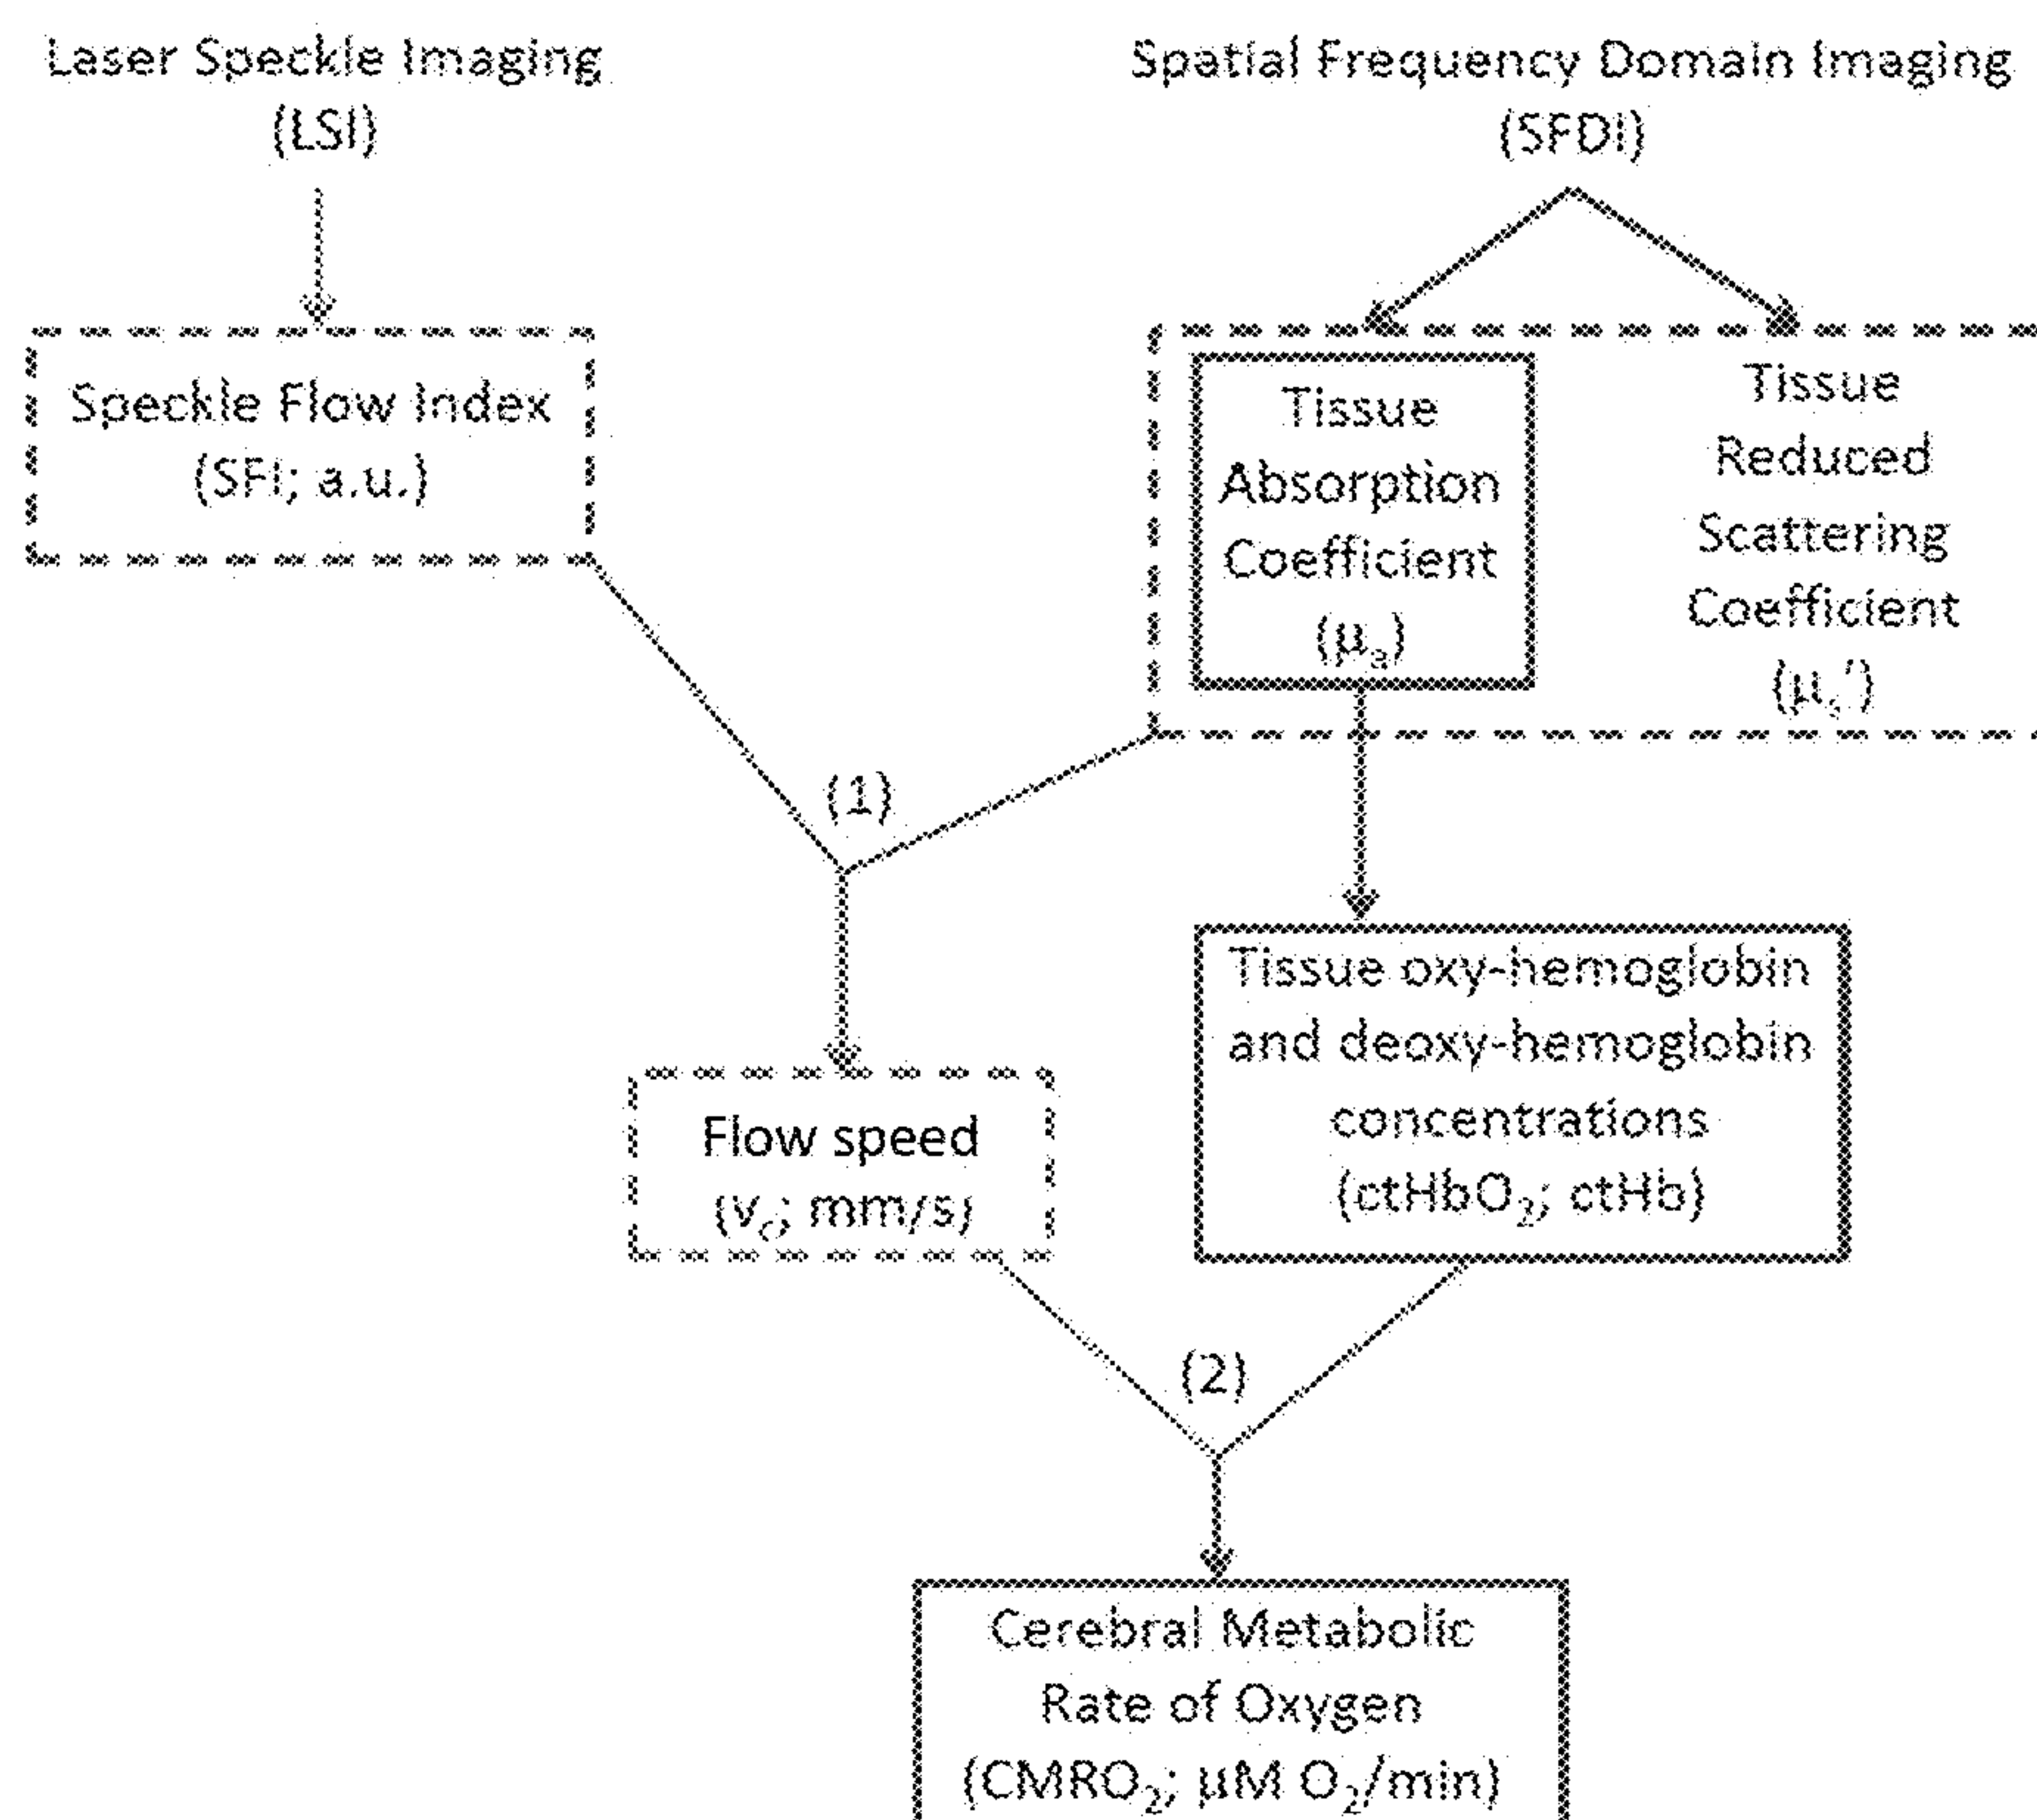 Laser Speckle Imaging
(LSI)
Spatial Frequency Domain Imaging
(SFDI)
Speckle Flow Index
(SFI; a.u.)
Tissue
Absorption
Coefficient
(μₐ)
Tissue
Reduced
Scattering
Coefficient
(μₛ')
(1)
Flow speed
(v_c; mm/s)
Tissue oxy-hemoglobin
and deoxy-hemoglobin
concentrations
(ctHbO₂; ctHb)
(2)
Cerebral Metabolic
Rate of Oxygen
(CMRO₂; μM O₂/min)